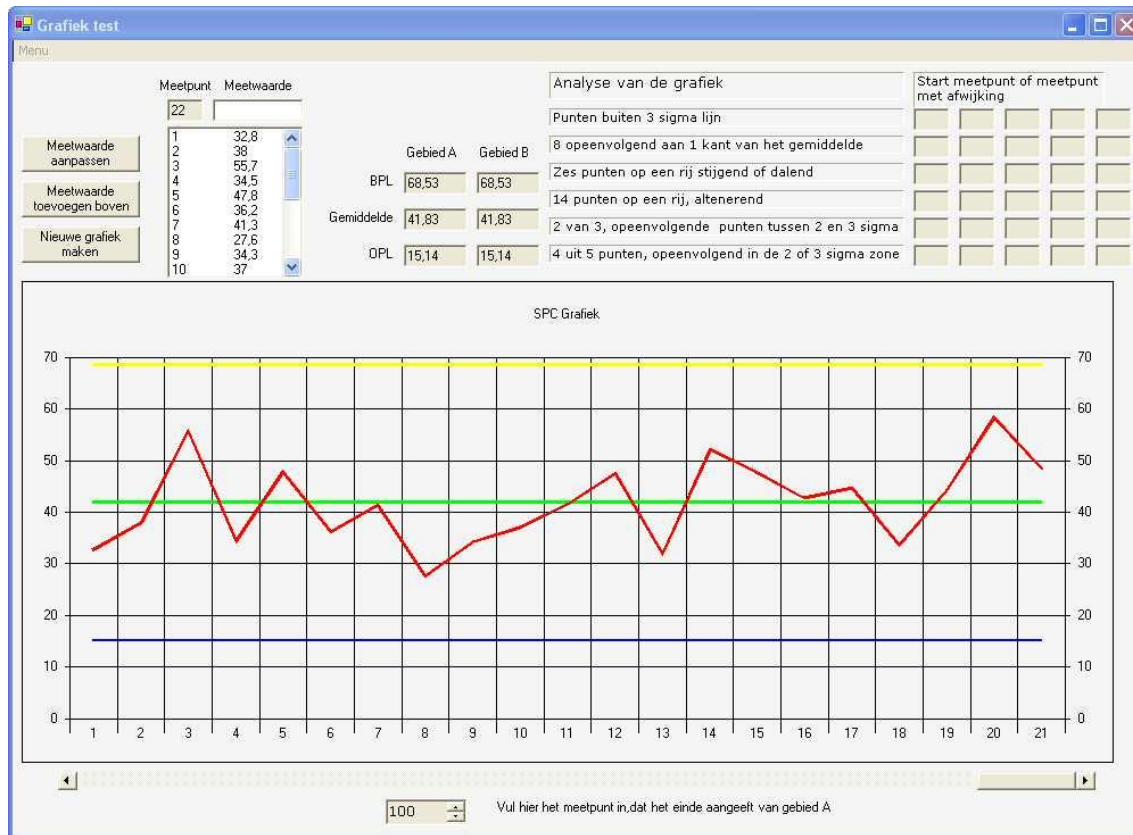 Grafiek test
Menu
Meetpunt Meetwaarde
22
1 32,8
2 38
3 55,7
4 34,5
5 47,8
6 36,2
7 41,3
8 27,6
9 34,3
10 37
Meetwaarde
aanpassen
Meetwaarde
toevoegen boven
Nieuwe grafiek
maken
Gebied A Gebied B
BPL 68,53 68,53
Gemiddelde 41,83 41,83
OPL 15,14 15,14
Analyse van de grafiek
Punten buiten 3 sigma lijn
8 opeenvolgend aan 1 kant van het gemiddelde
Zes punten op een rij stijgend of dalend
14 punten op een rij, altenerend
2 van 3, opeenvolgende punten tussen 2 en 3 sigma
4 uit 5 punten, opeenvolgend in de 2 of 3 sigma zone
Start meetpunt of meetpunt
met afwijking
SPC Grafiek
70 70
60 60
50 50
40 40
30 30
20 20
10 10
0 0
1 2 3 4 5 6 7 8 9 10 11 12 13 14 15 16 17 18 19 20 21
100 Vul hier het meetpunt in,dat het einde aangeeft van gebied A